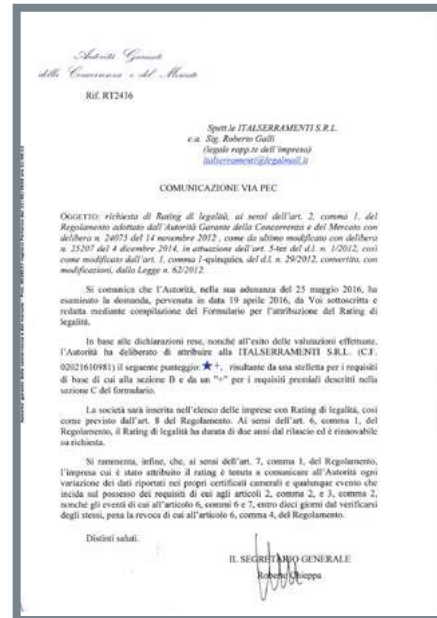 Autorità Garante
della Concorrenza e del Mercato
Rif. RT2436
Spett.le ITALSERRAMENTI S.R.L.
c.a. Sig. Roberto Galli
(legale rapp.te dell'impresa)
italserramenti@legalmail.it
COMUNICAZIONE VIA PEC
OGGETTO: richiesta di Rating di legalità, ai sensi dell'art. 2, comma 1, del
Regolamento adottato dall'Autorità Garante della Concorrenza e del Mercato con
delibera n. 24075 del 14 novembre 2012 , come da ultimo modificato con delibera
n. 25207 del 4 dicembre 2014, in attuazione dell'art. 5-ter del d.l. n. 1/2012, così
come modificato dall'art. 1, comma 1-quinquies, del d.l. n. 29/2012, convertito, con
modificazioni, dalla Legge n. 62/2012.
Si comunica che l'Autorità, nella sua adunanza del 25 maggio 2016, ha
esaminato la domanda, pervenuta in data 19 aprile 2016, da Voi sottoscritta e
redatta mediante compilazione del Formulario per l'attribuzione del Rating di
legalità.
In base alle dichiarazioni rese, nonché all'esito delle valutazioni effettuate,
l'Autorità ha deliberato di attribuire alla ITALSERRAMENTI S.R.L. (C.F.
02021610981) il seguente punteggio: ★+, risultante da una stelletta per i requisiti
di base di cui alla sezione B e da un "+" per i requisiti premiali descritti nella
sezione C del formulario.
La società sarà inserita nell'elenco delle imprese con Rating di legalità, così
come previsto dall'art. 8 del Regolamento. Ai sensi dell'art. 6, comma 1, del
Regolamento, il Rating di legalità ha durata di due anni dal rilascio ed è rinnovabile
su richiesta.
Si rammenta, infine, che, ai sensi dell'art. 7, comma 1, del Regolamento,
l'impresa cui è stato attribuito il rating è tenuta a comunicare all'Autorità ogni
variazione dei dati riportati nei propri certificati camerali e qualunque evento che
incida sul possesso dei requisiti di cui agli articoli 2, comma 2, e 3, comma 2,
nonché gli eventi di cui all'articolo 6, commi 6 e 7, entro dieci giorni dal verificarsi
degli stessi, pena la revoca di cui all'articolo 6, comma 4, del Regolamento.
Distinti saluti.
IL SEGRETARIO GENERALE
Roberto Chieppa